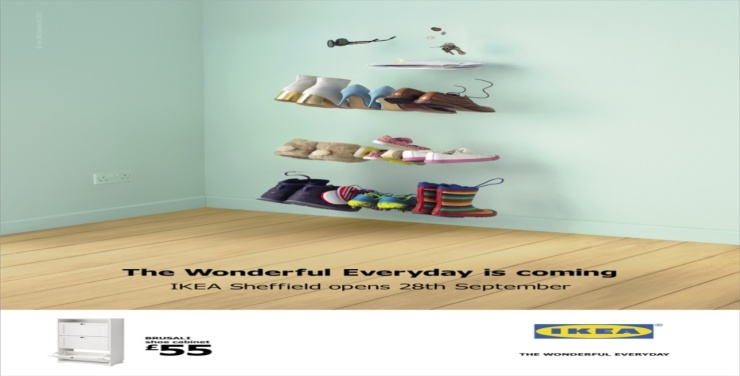 The Wonderful Everyday is coming
IKEA Sheffield opens 28th September
BRUSALI
shoe cabinet
£55
IKEA®
THE WONDERFUL EVERYDAY